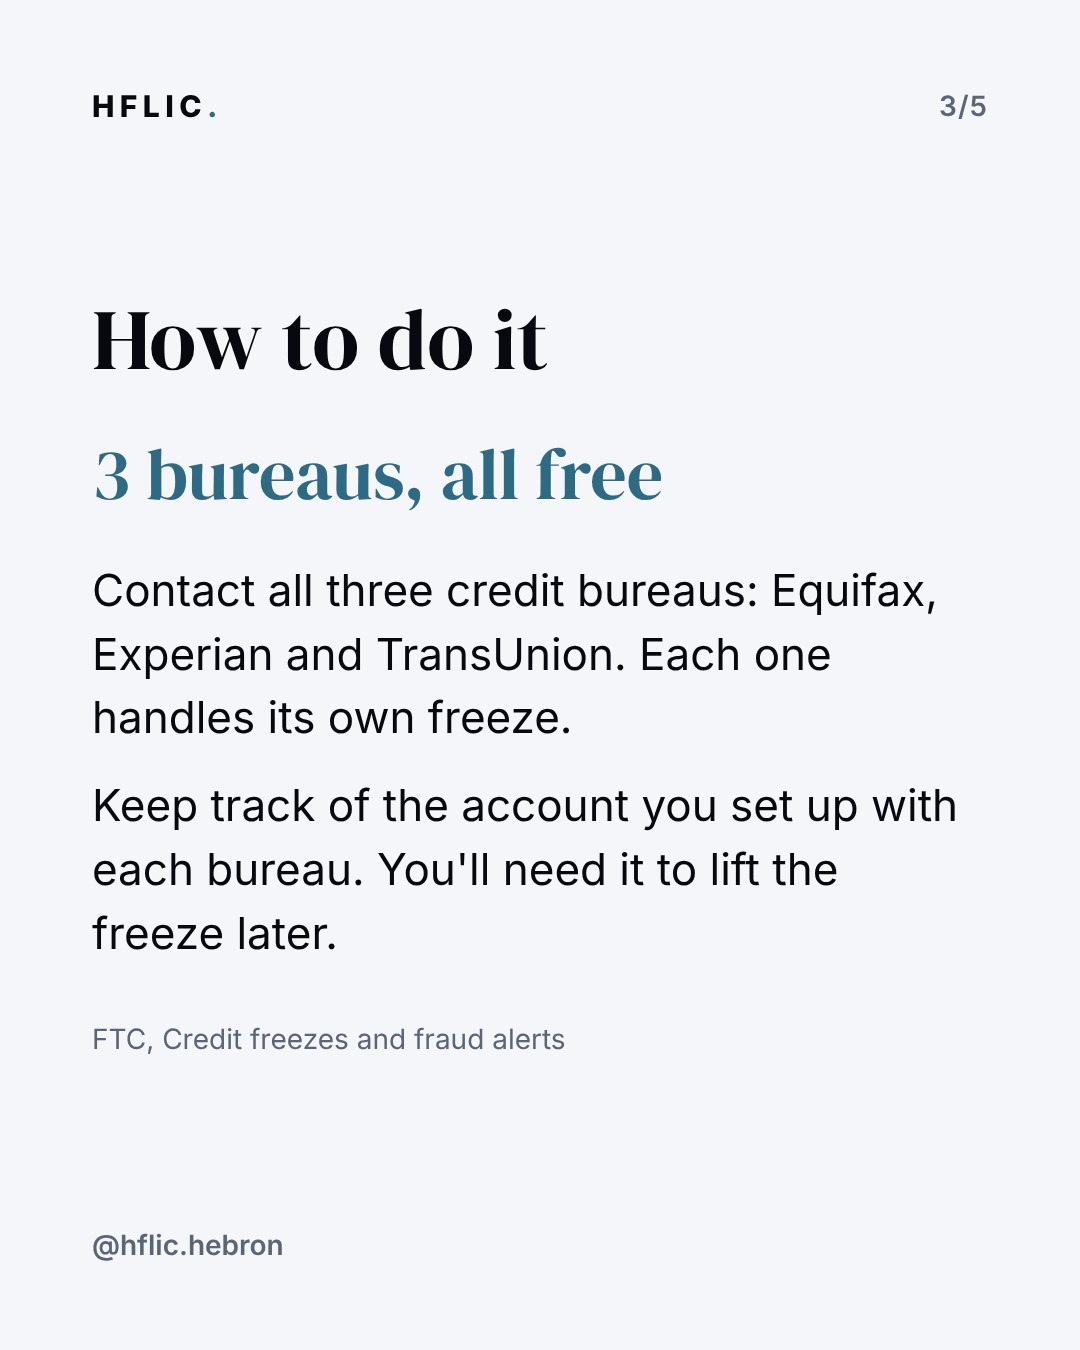 HFLIC.
3/5
How to do it
3 bureaus, all free
Contact all three credit bureaus: Equifax,
Experian and TransUnion. Each one
handles its own freeze.
Keep track of the account you set up with
each bureau. You'll need it to lift the
freeze later.
FTC, Credit freezes and fraud alerts
@hflic.hebron